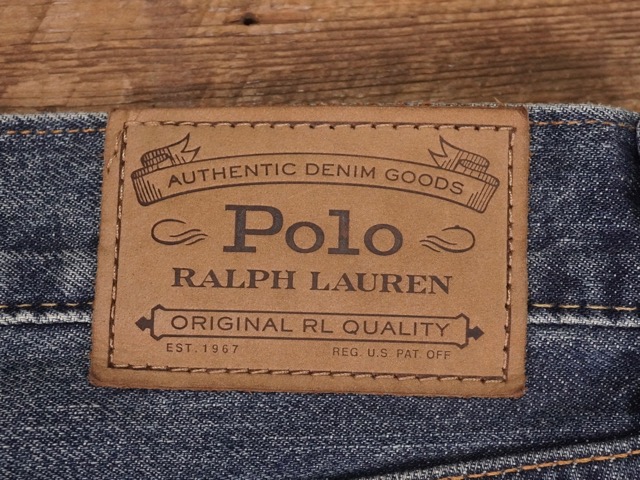 AUTHENTIC DENIM GOODS
Polo
RALPH LAUREN
ORIGINAL RL QUALITY
EST. 1967 REG. U.S. PAT. OFF